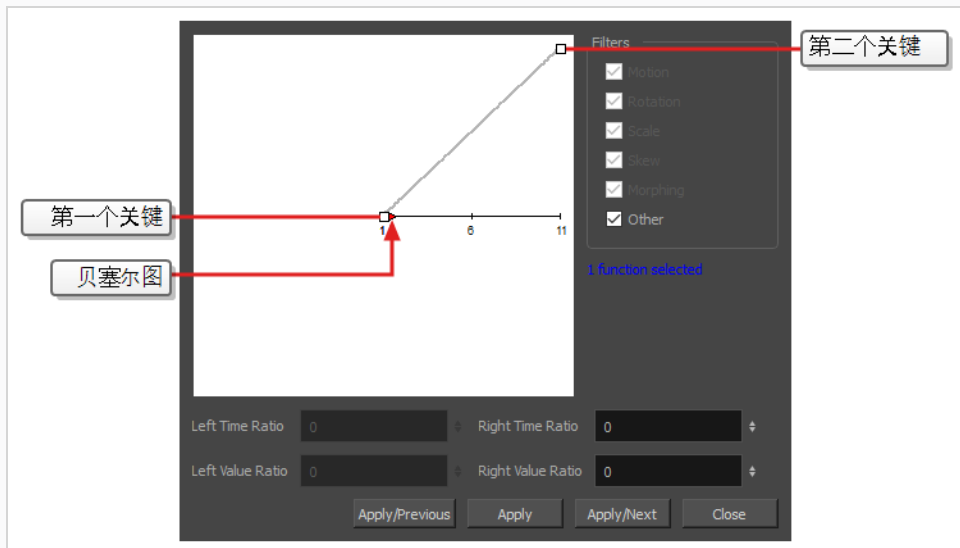 Filters
第二个关键
Motion
Rotation
Scale
Skew
Morphing
Other
第一个关键
1 6 11
贝塞尔图
1 function selected
Left Time Ratio 0 Right Time Ratio 0
Left Value Ratio 0 Right Value Ratio 0
Apply/Previous Apply Apply/Next Close